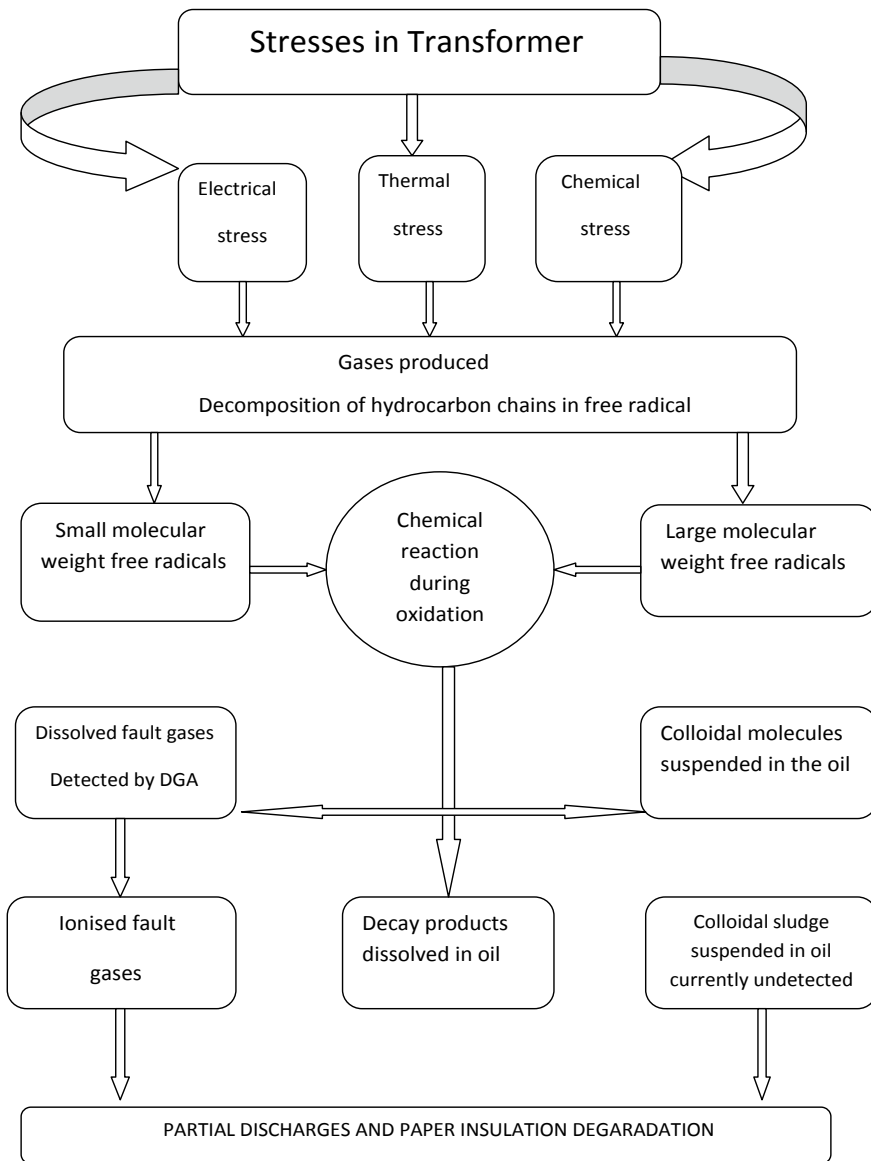 Stresses in Transformer
Electrical
stress
Thermal
stress
Chemical
stress
Gases produced
Decomposition of hydrocarbon chains in free radical
Small molecular
weight free radicals
Chemical
reaction
during
oxidation
Large molecular
weight free radicals
Dissolved fault gases
Detected by DGA
Colloidal molecules
suspended in the oil
Ionised fault
gases
Decay products
dissolved in oil
Colloidal sludge
suspended in oil
currently undetected
PARTIAL DISCHARGES AND PAPER INSULATION DEGARADATION